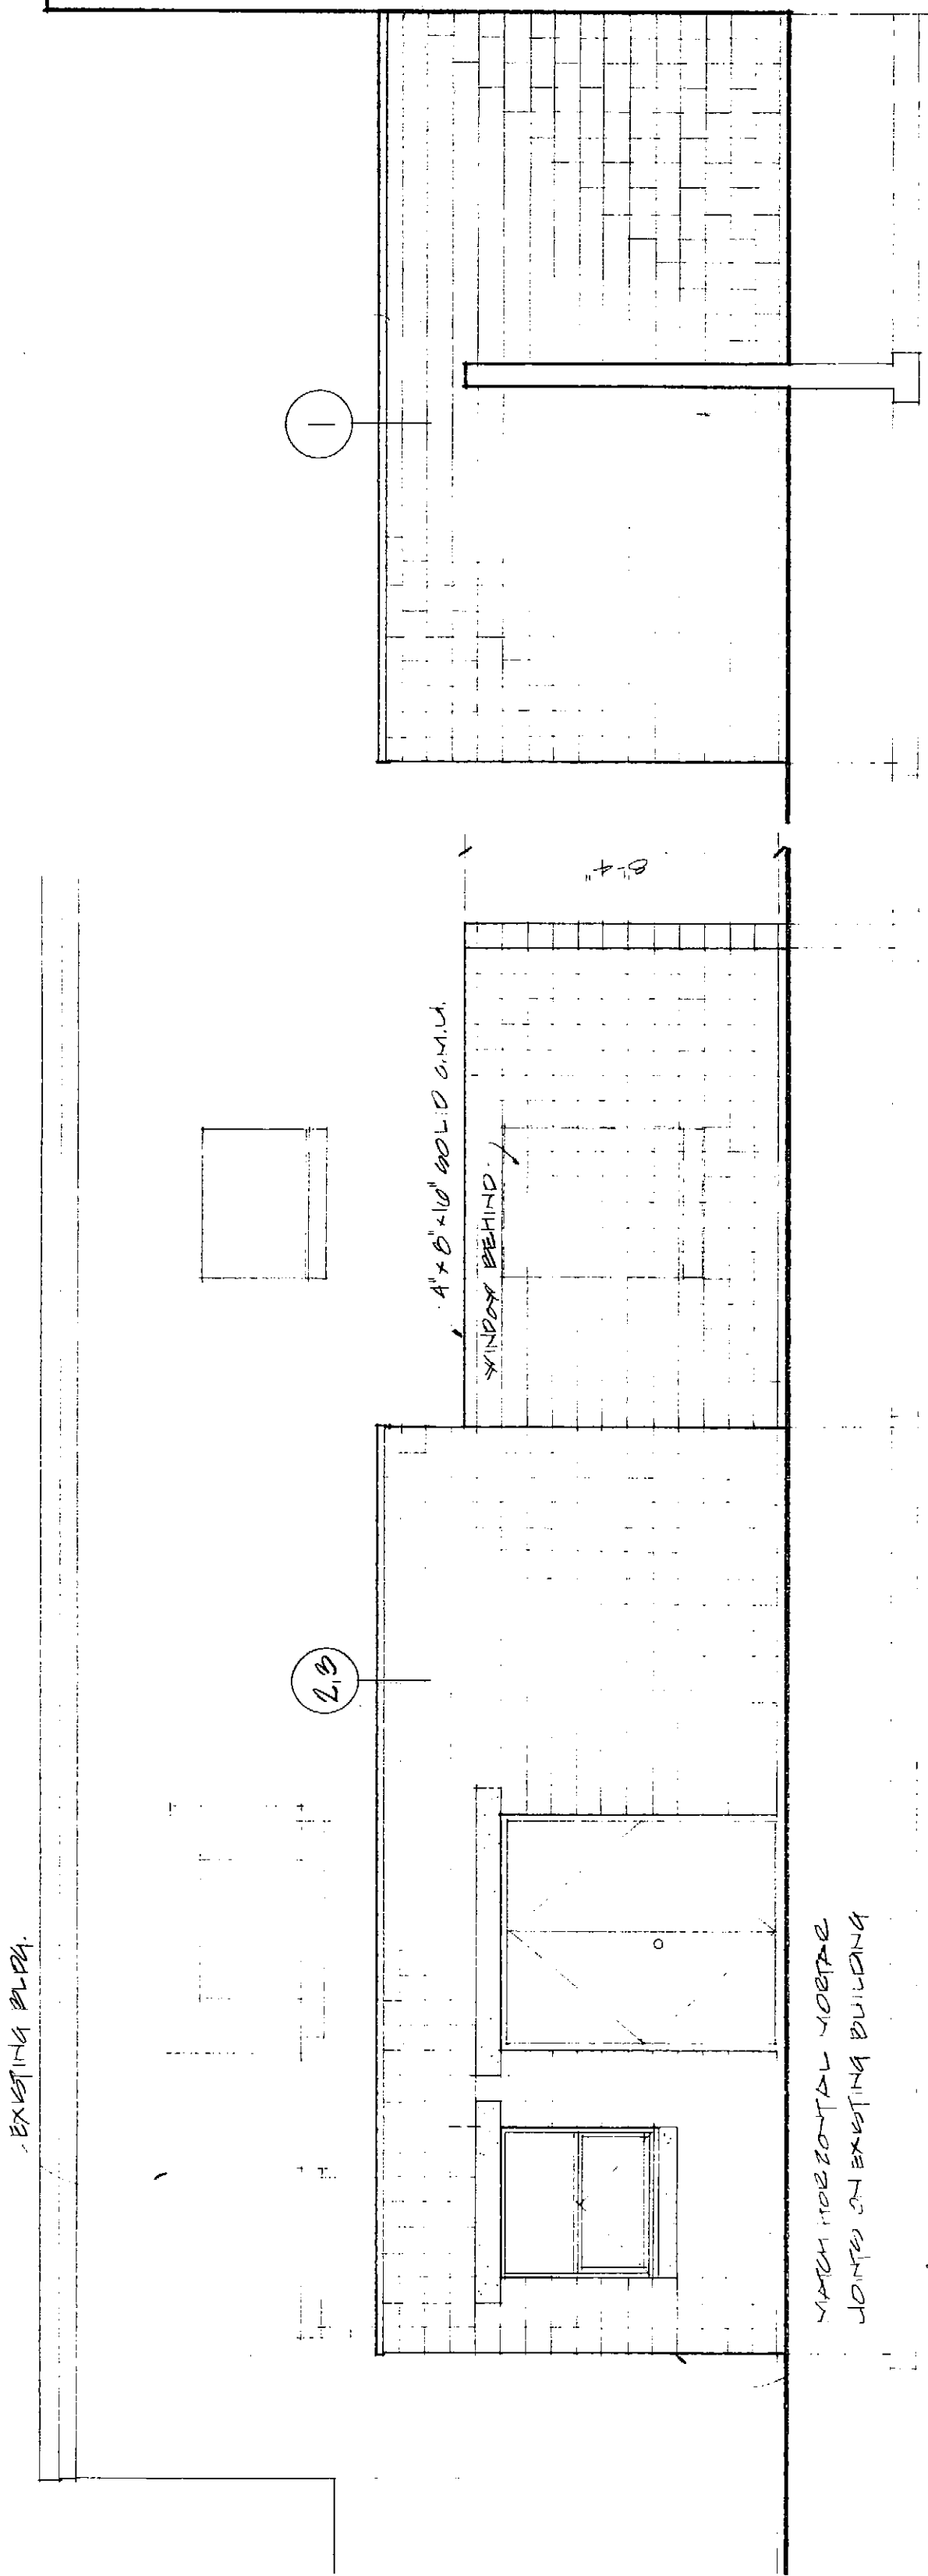 EXISTING BLDG.
1
2,3
4" x 8" x 16" SOLID C.M.U.
WINDOW BEHIND
8'-4"
X
MATCH HORIZONTAL MORTAR
JOINTS ON EXISTING BUILDING